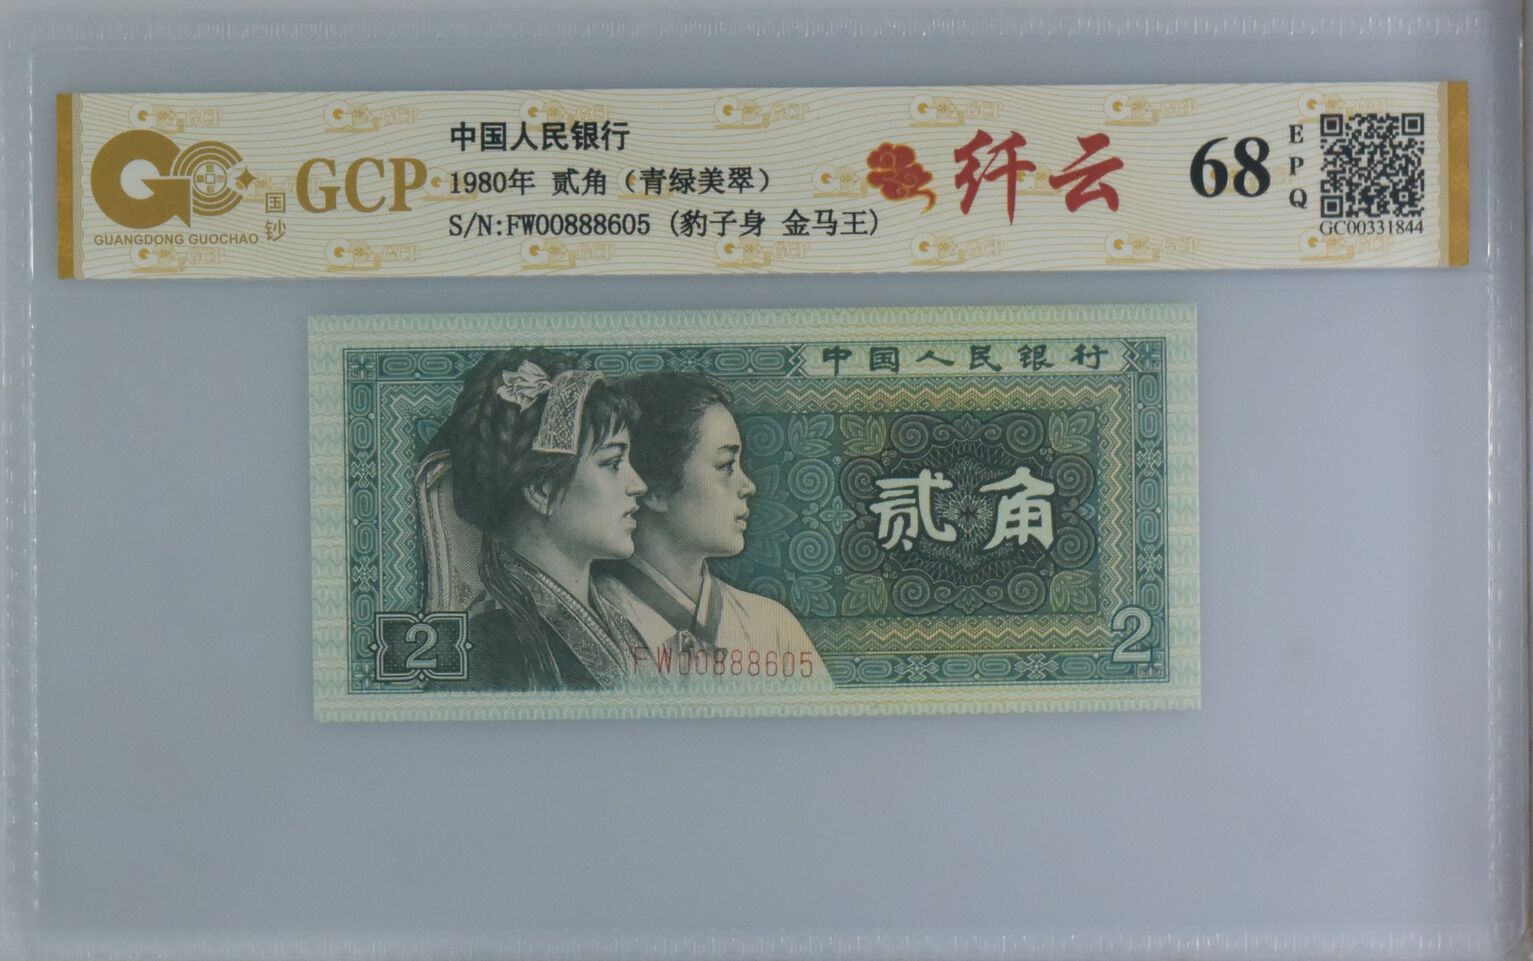 中国人民银行
1980年 贰角（青绿美翠）
S/N:FW00888605 (豹子身 金马王)
GCP
国钞
GUANGDONG GUOCHAO
纤云
68
EPQ
GC00331844
中国人民银行
贰角
2
FW00888605
2